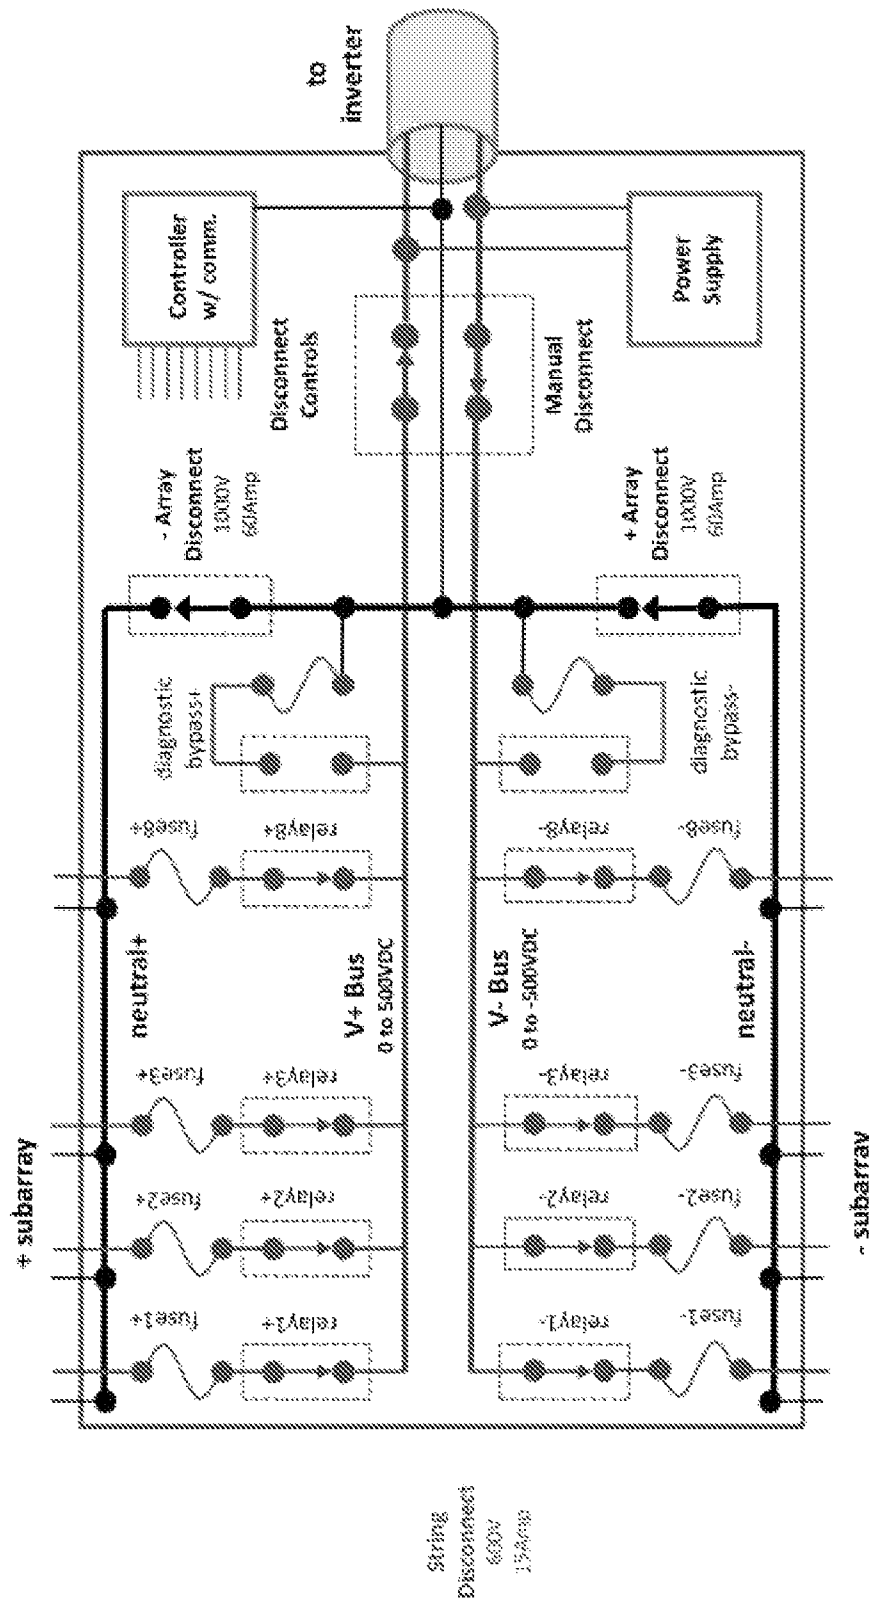 to
inverter
Controller
w/ comm.
Power
Supply
Disconnect
Controls
Manual
Disconnect
- Array
Disconnect
1000V
60Amp
+ Array
Disconnect
1000V
60Amp
diagnostic
bypass+
diagnostic
bypass-
fuse8+
relay8+
relay8-
fuse8-
neutral+
V+ Bus
0 to 500VDC
V- Bus
0 to -500VDC
neutral-
fuse3+
relay3+
relay3-
fuse3-
+ subarray
- subarray
fuse2+
relay2+
relay2-
fuse2-
fuse1+
relay1+
relay1-
fuse1-
String
Disconnect
600V
15Amp